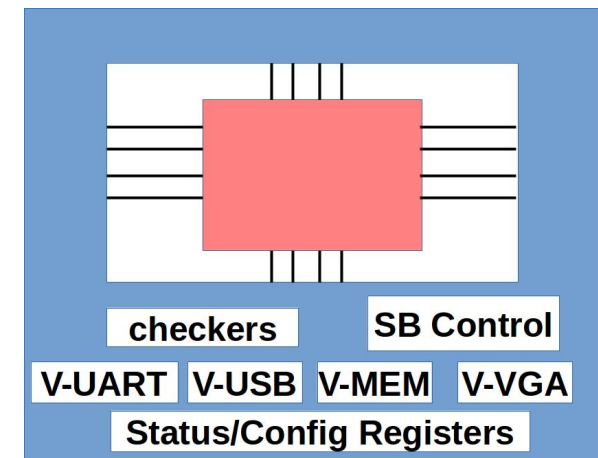 checkers
SB Control
V-UART V-USB V-MEM V-VGA
Status/Config Registers